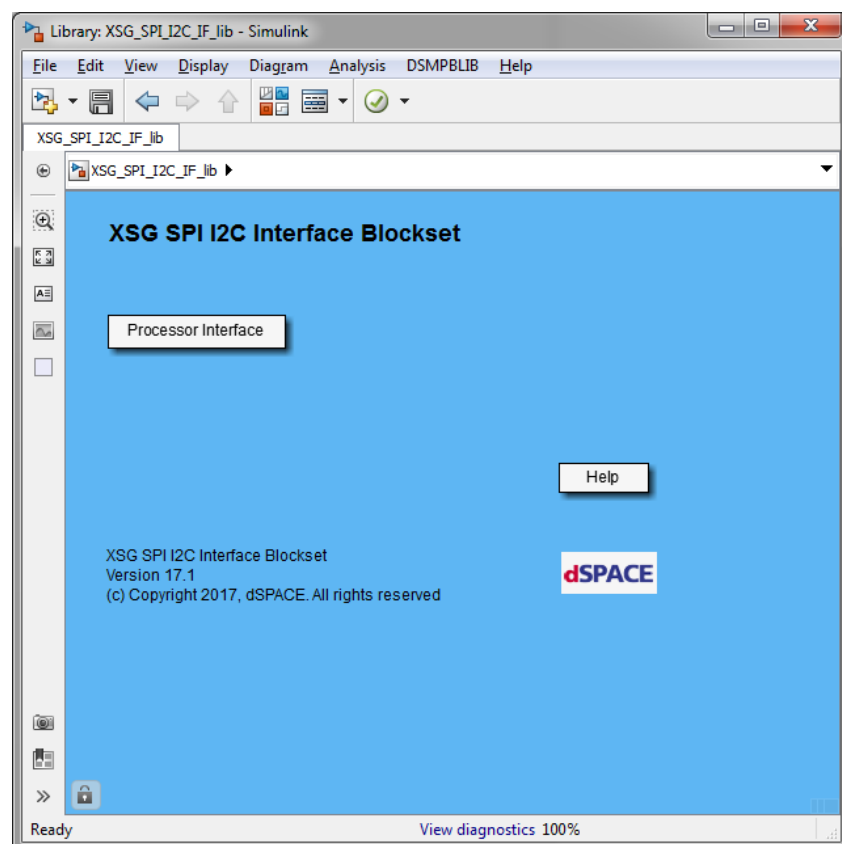 Library: XSG_SPI_I2C_IF_lib - Simulink
File Edit View Display Diagram Analysis DSMPBLIB Help
XSG_SPI_I2C_IF_lib
XSG_SPI_I2C_IF_lib
XSG SPI I2C Interface Blockset
Processor Interface
Help
XSG SPI I2C Interface Blockset
Version 17.1
(c) Copyright 2017, dSPACE. All rights reserved
dSPACE
Ready View diagnostics 100%